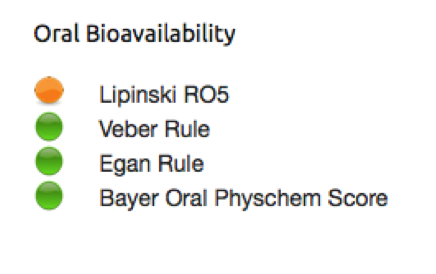 Oral Bioavailability
Lipinski RO5
Veber Rule
Egan Rule
Bayer Oral Physchem Score